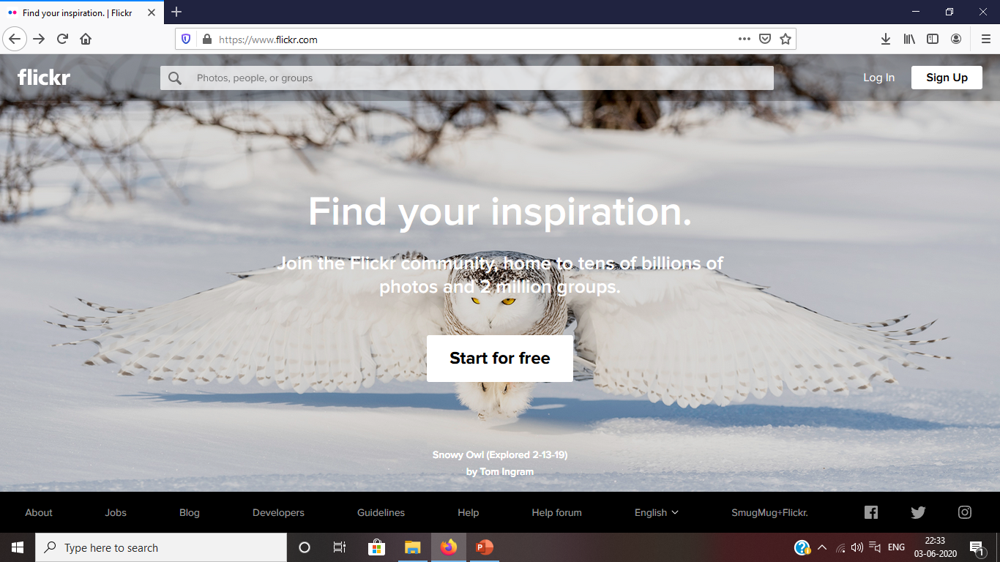 Find your inspiration. | Flickr
https://www.flickr.com
flickr
Photos, people, or groups
Log In
Sign Up
Find your inspiration.
Join the Flickr community, home to tens of billions of
photos and 2 million groups.
Start for free
Snowy Owl (Explored 2-13-19)
by Tom Ingram
About Jobs Blog Developers Guidelines Help Help forum English SmugMug+Flickr.
Type here to search
ENG
22:33
03-06-2020
1